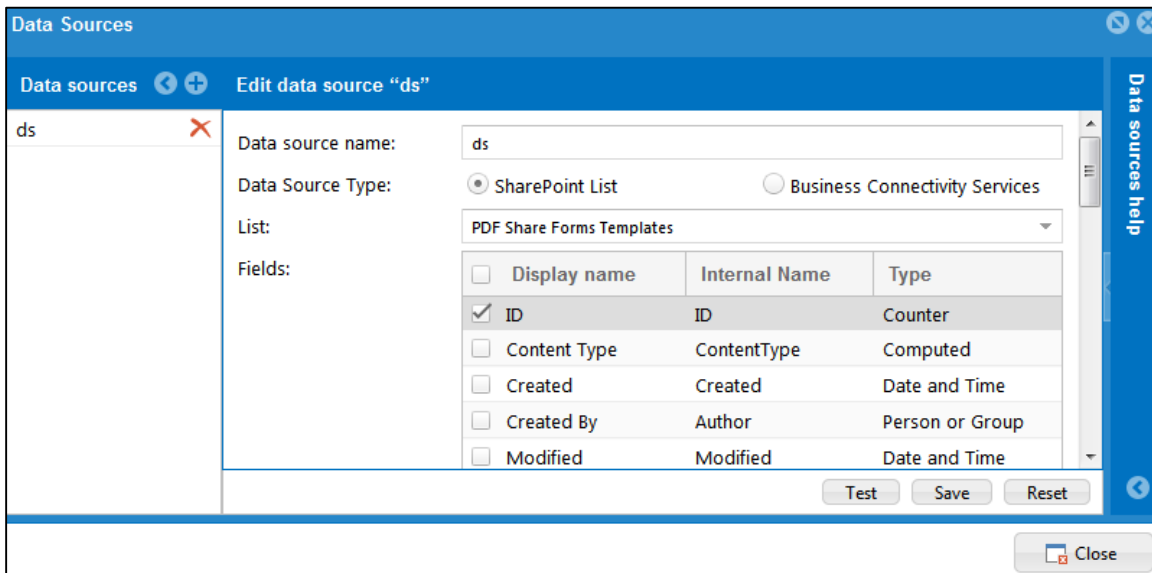 Data Sources
Data sources
Edit data source “ds”
ds
Data source name:
ds
Data Source Type:
SharePoint List
Business Connectivity Services
List:
PDF Share Forms Templates
Fields:
Display name Internal Name Type
ID ID Counter
Content Type ContentType Computed
Created Created Date and Time
Created By Author Person or Group
Modified Modified Date and Time
Test Save Reset
Data sources help
Close